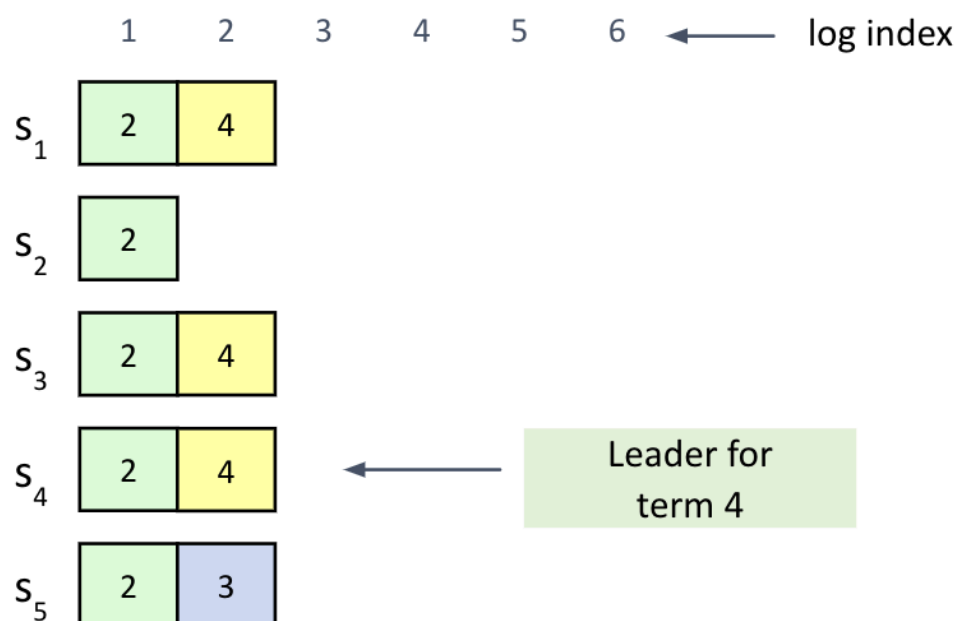 1 2 3 4 5 6 log index
s1 2 4
s2 2
s3 2 4
s4 2 4 Leader for
term 4
s5 2 3